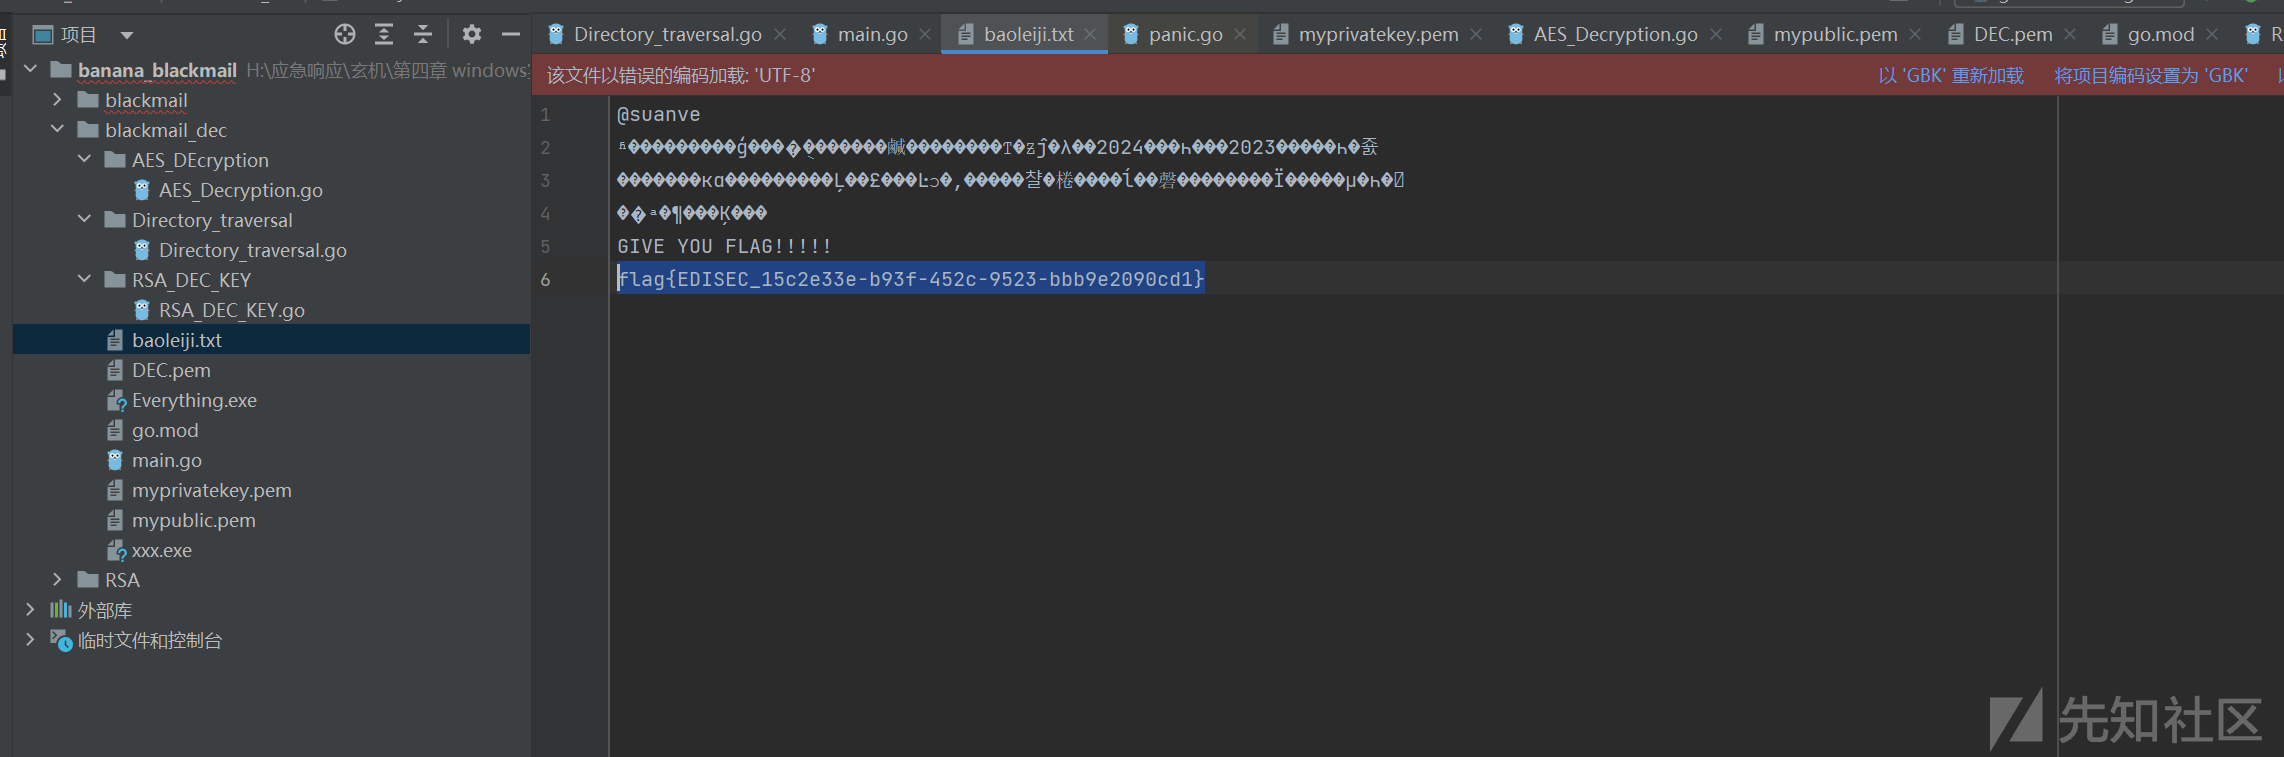 项目
Directory_traversal.go
main.go
baoleiji.txt
panic.go
myprivatekey.pem
AES_Decryption.go
mypublic.pem
DEC.pem
go.mod
R
banana_blackmail H:\应急响应\玄机\第四章 windows
该文件以错误的编码加载: 'UTF-8'
以 'GBK' 重新加载
将项目编码设置为 'GBK'
blackmail
blackmail_dec
AES_DEcryption
AES_Decryption.go
Directory_traversal
Directory_traversal.go
RSA_DEC_KEY
RSA_DEC_KEY.go
baoleiji.txt
DEC.pem
Everything.exe
go.mod
main.go
myprivatekey.pem
mypublic.pem
xxx.exe
RSA
外部库
临时文件和控制台
1 @suanve
2 2024 2023
3
4
5 GIVE YOU FLAG!!!!!
6 flag{EDISEC_15c2e33e-b93f-452c-9523-bbb9e2090cd1}
先知社区